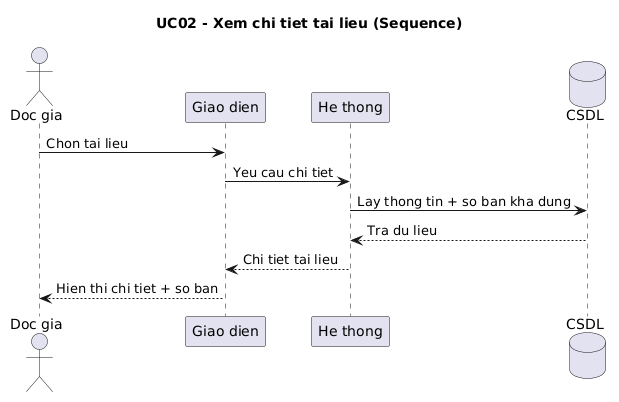 UC02 - Xem chi tiet tai lieu (Sequence)
Doc gia
Giao dien
He thong
CSDL
Chon tai lieu
Yeu cau chi tiet
Lay thong tin + so ban kha dung
Tra du lieu
Chi tiet tai lieu
Hien thi chi tiet + so ban
Doc gia
Giao dien
He thong
CSDL